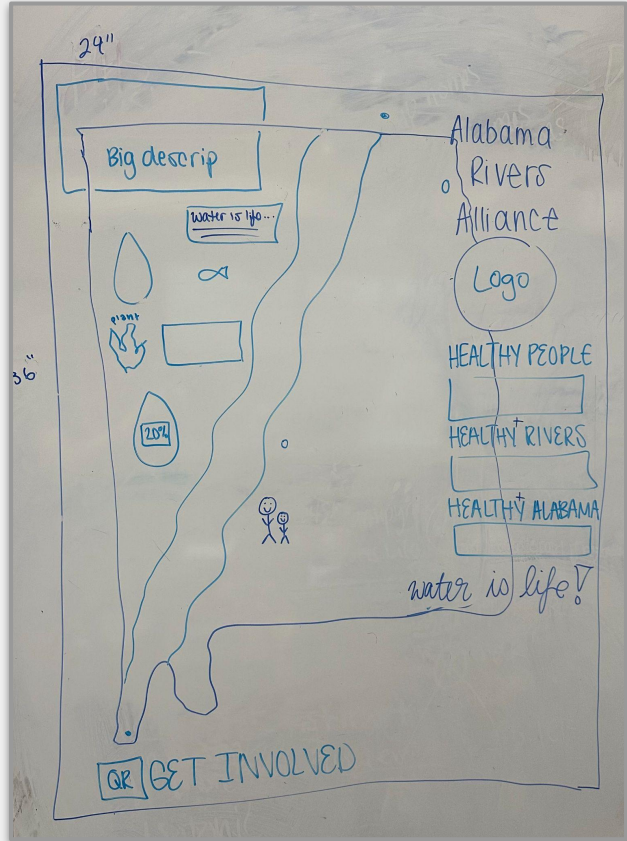 24"
Big descrip
Water is life...
plant
36"
20%
Alabama
Rivers
Alliance
Logo
HEALTHY PEOPLE
+
HEALTHY RIVERS
+
HEALTHY ALABAMA
water is life!
QR GET INVOLVED